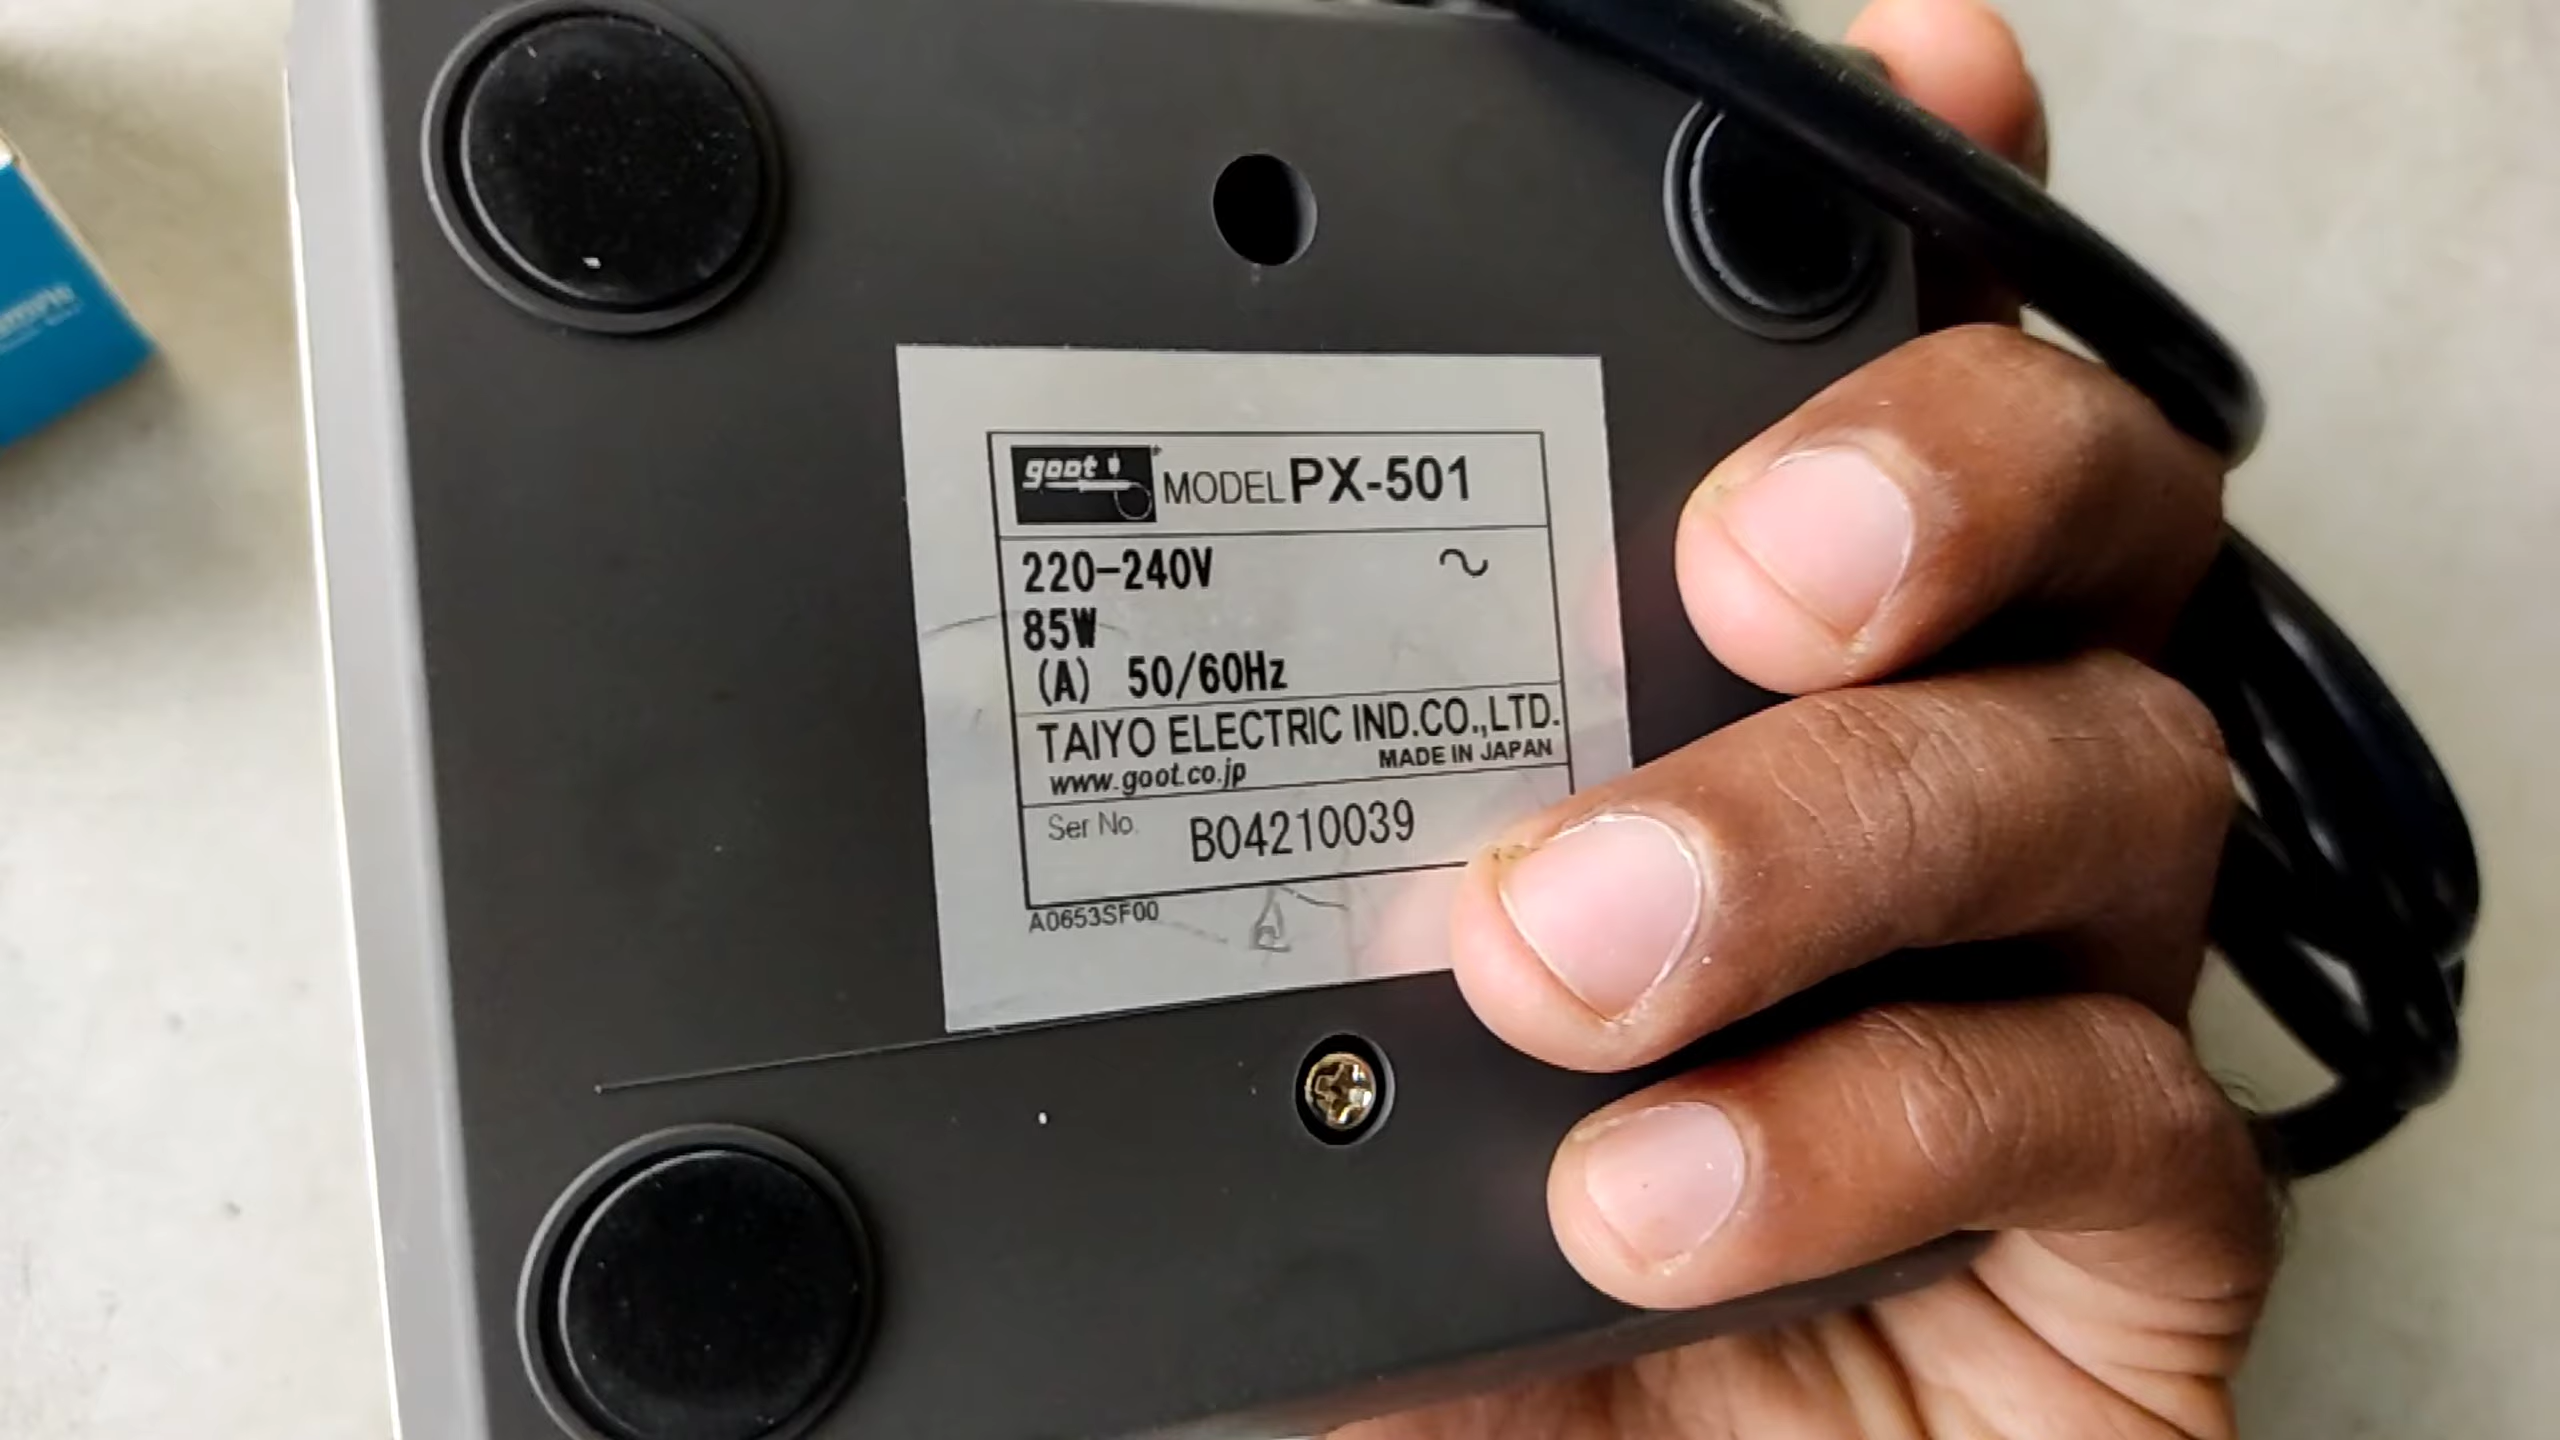 goot MODEL PX-501
220-240V ~
85W
(A) 50/60Hz
TAIYO ELECTRIC IND.CO.,LTD.
MADE IN JAPAN
www.goot.co.jp
Ser No. B04210039
A0653SF00